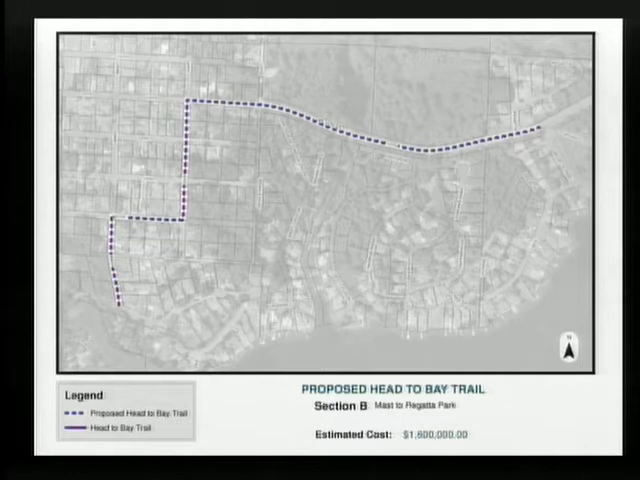 Legend
Proposed Head to Bay Trail
Head to Bay Trail
PROPOSED HEAD TO BAY TRAIL
Section B: Mast to Regatta Park
Estimated Cost: $1,600,000.00